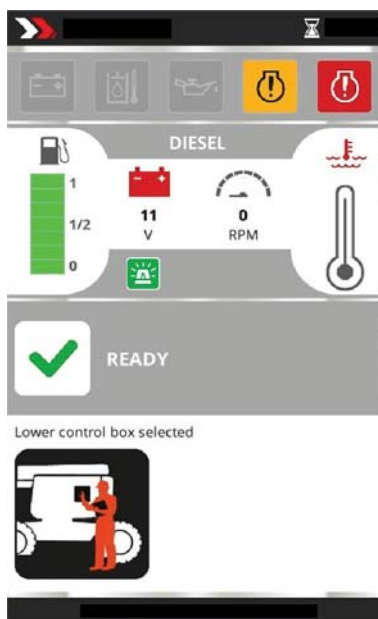 DIESEL
1
1/2
0
- +
11
V
0
RPM
READY
Lower control box selected